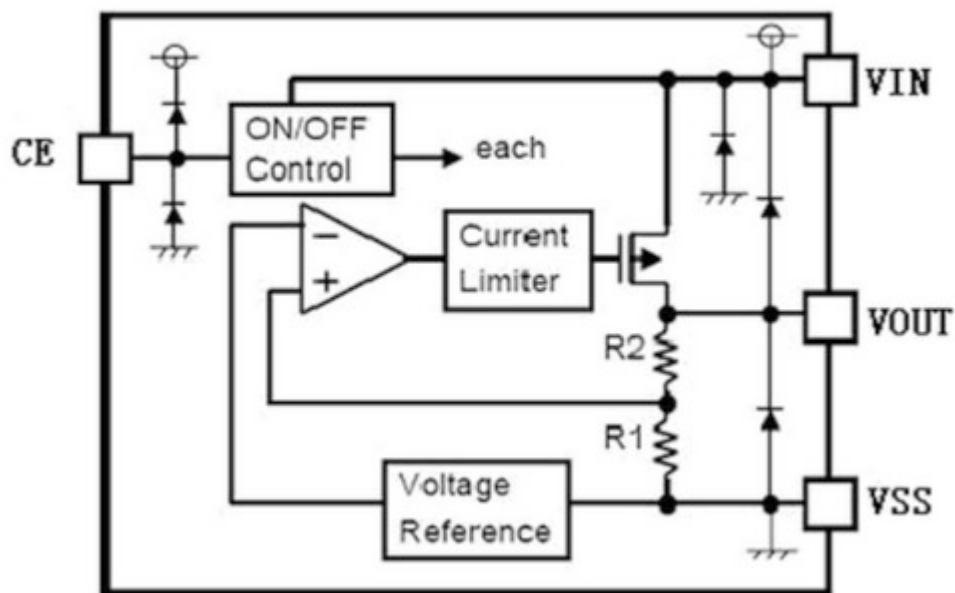 VIN
CE
ON/OFF
Control
each
−
+
Current
Limiter
VOUT
R2
R1
Voltage
Reference
VSS